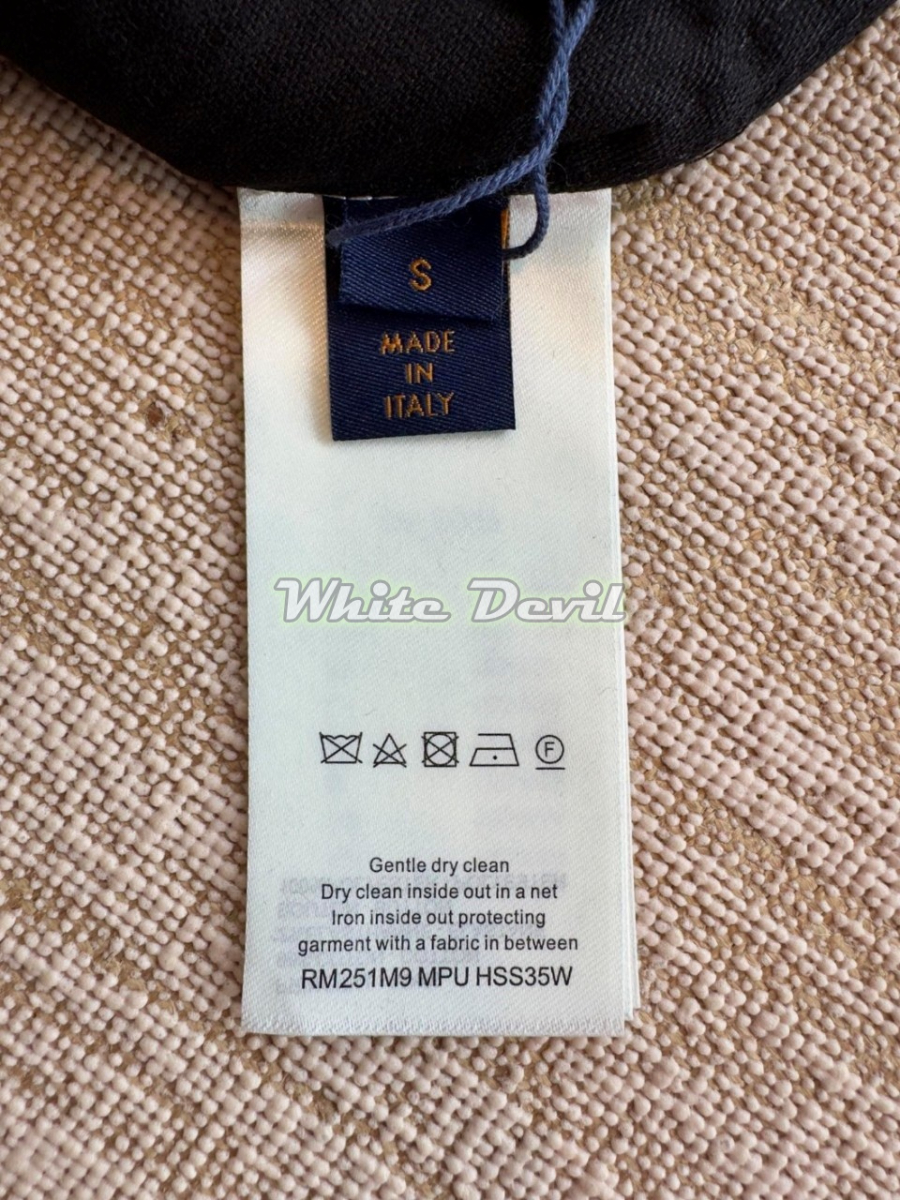 S
MADE
IN
ITALY
White Devil
F
Gentle dry clean
Dry clean inside out in a net
Iron inside out protecting
garment with a fabric in between
RM251M9 MPU HSS35W